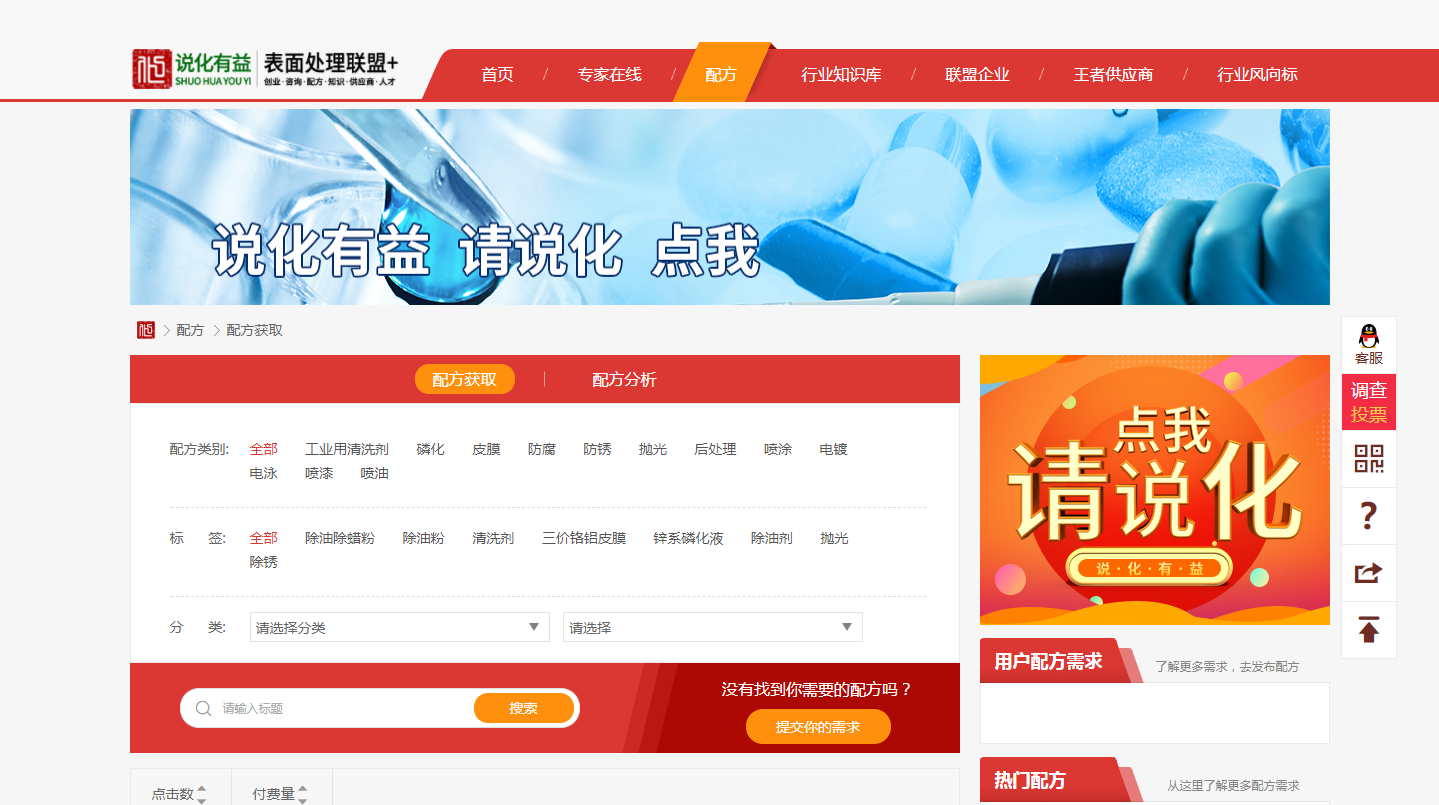 说化有益 表面处理联盟+
SHUO HUA YOU YI 创业·咨询·配方·知识·供应商·人才
首页 / 专家在线 / 配方 行业知识库 / 联盟企业 / 王者供应商 / 行业风向标
说化有益 请说化 点我
配方 配方获取
配方获取 配方分析
配方类别: 全部 工业用清洗剂 磷化 皮膜 防腐 防锈 抛光 后处理 喷涂 电镀
电泳 喷漆 喷油
标 签: 全部 除油除蜡粉 除油粉 清洗剂 三价铬铝皮膜 锌系磷化液 除油剂 抛光
除锈
分 类: 请选择分类 请选择
请输入标题 搜索
没有找到你需要的配方吗？
提交你的需求
点击数 付费量
点我
请说化
说·化·有·益
用户配方需求 了解更多需求，去发布配方
热门配方 从这里了解更多配方需求
客服
调查
投票
?